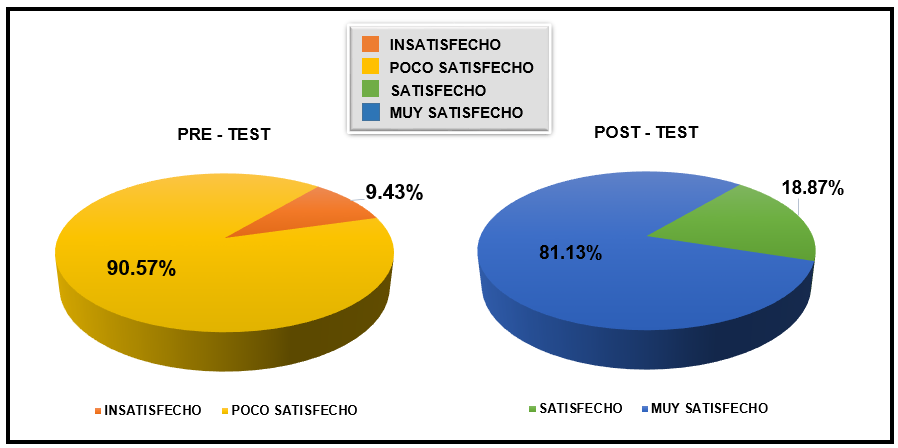 INSATISFECHO
POCO SATISFECHO
SATISFECHO
MUY SATISFECHO
PRE - TEST
9.43%
90.57%
INSATISFECHO POCO SATISFECHO
POST - TEST
18.87%
81.13%
SATISFECHO MUY SATISFECHO